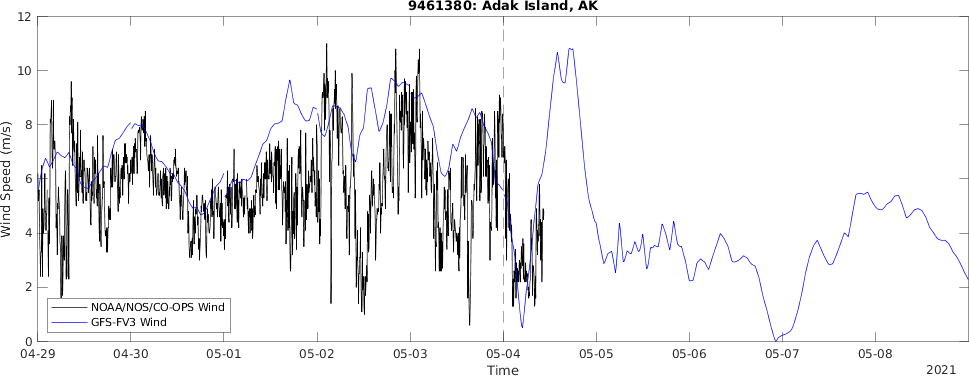 9461380: Adak Island, AK
12
10
8
6
4
2
0
Wind Speed (m/s)
NOAA/NOS/CO-OPS Wind
GFS-FV3 Wind
04-29 04-30 05-01 05-02 05-03 05-04 05-05 05-06 05-07 05-08
Time
2021